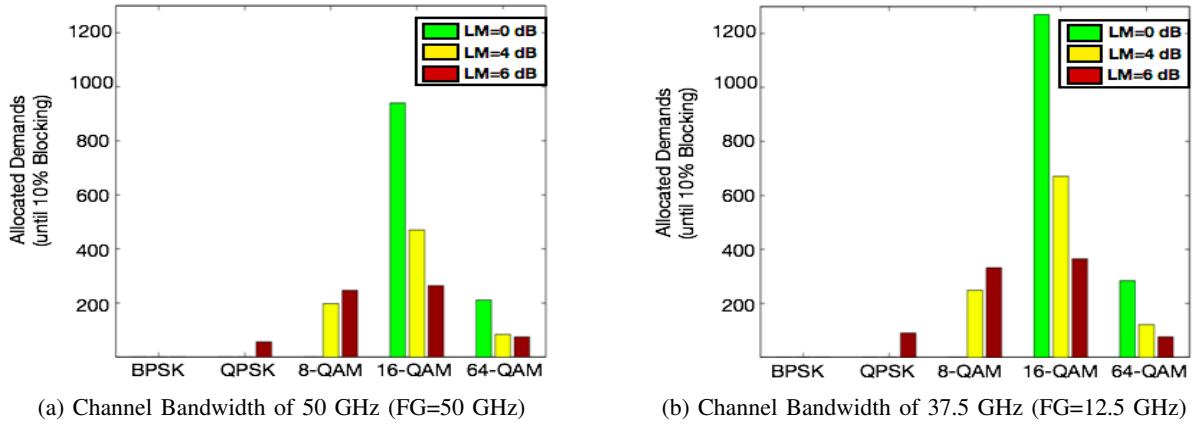 1200
1000
800
600
400
200
Allocated Demands
(until 10% Blocking)
LM=0 dB
LM=4 dB
LM=6 dB
BPSK QPSK 8-QAM 16-QAM 64-QAM
(a) Channel Bandwidth of 50 GHz (FG=50 GHz)
1200
1000
800
600
400
200
Allocated Demands
(until 10% Blocking)
LM=0 dB
LM=4 dB
LM=6 dB
BPSK QPSK 8-QAM 16-QAM 64-QAM
(b) Channel Bandwidth of 37.5 GHz (FG=12.5 GHz)